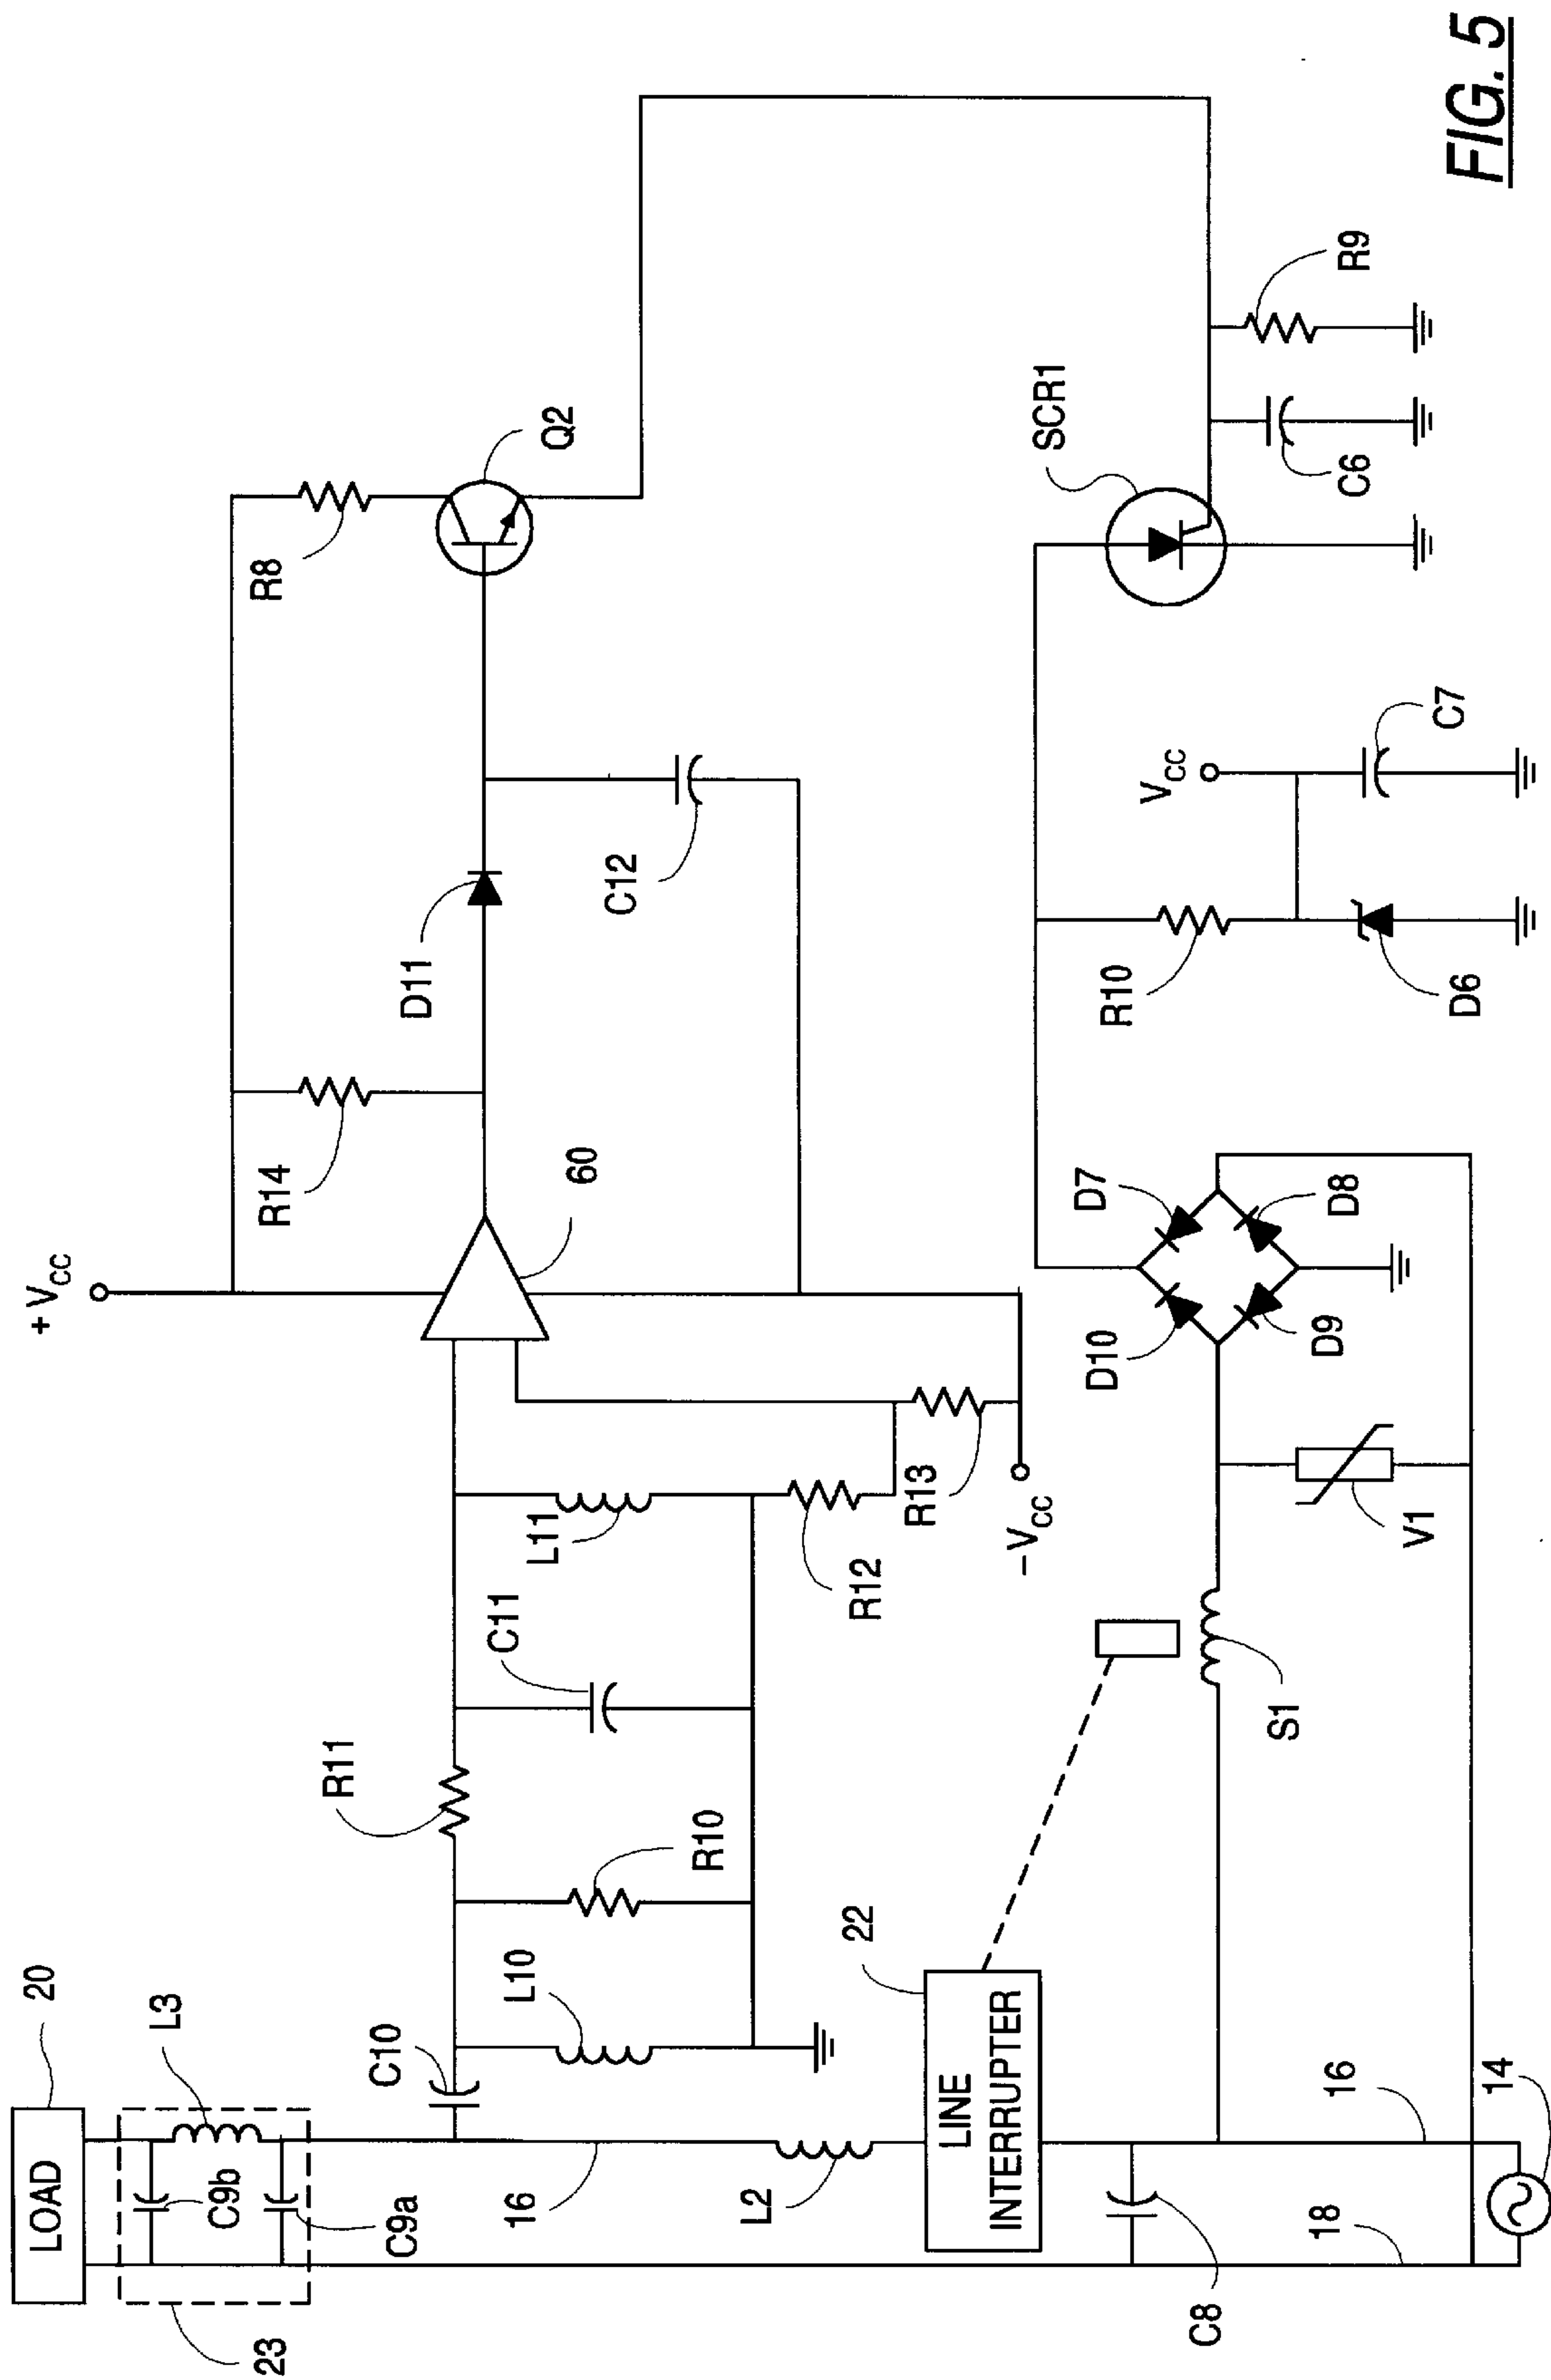 +VCC
R14
R8
60
D11
Q2
C12
20
LOAD
L3
C9b
C9a
23
C10
L10
R10
R11
C11
L11
R12
R13
-VCC
16
L2
22
LINE
INTERRUPTER
C8
18
16
14
S1
V1
D10
D7
D9
D8
R10
D6
VCC
C7
SCR1
C6
R9
FIG. 5